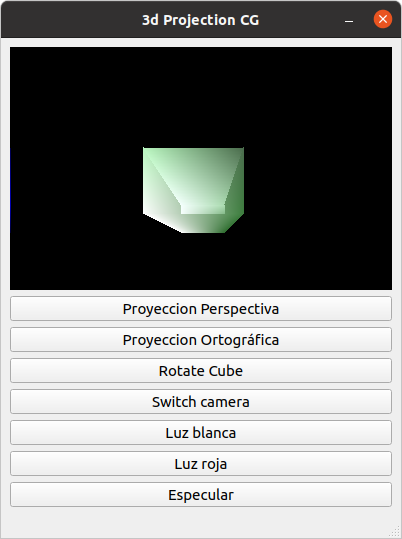 3d Projection CG
Proyeccion Perspectiva
Proyeccion Ortográfica
Rotate Cube
Switch camera
Luz blanca
Luz roja
Especular